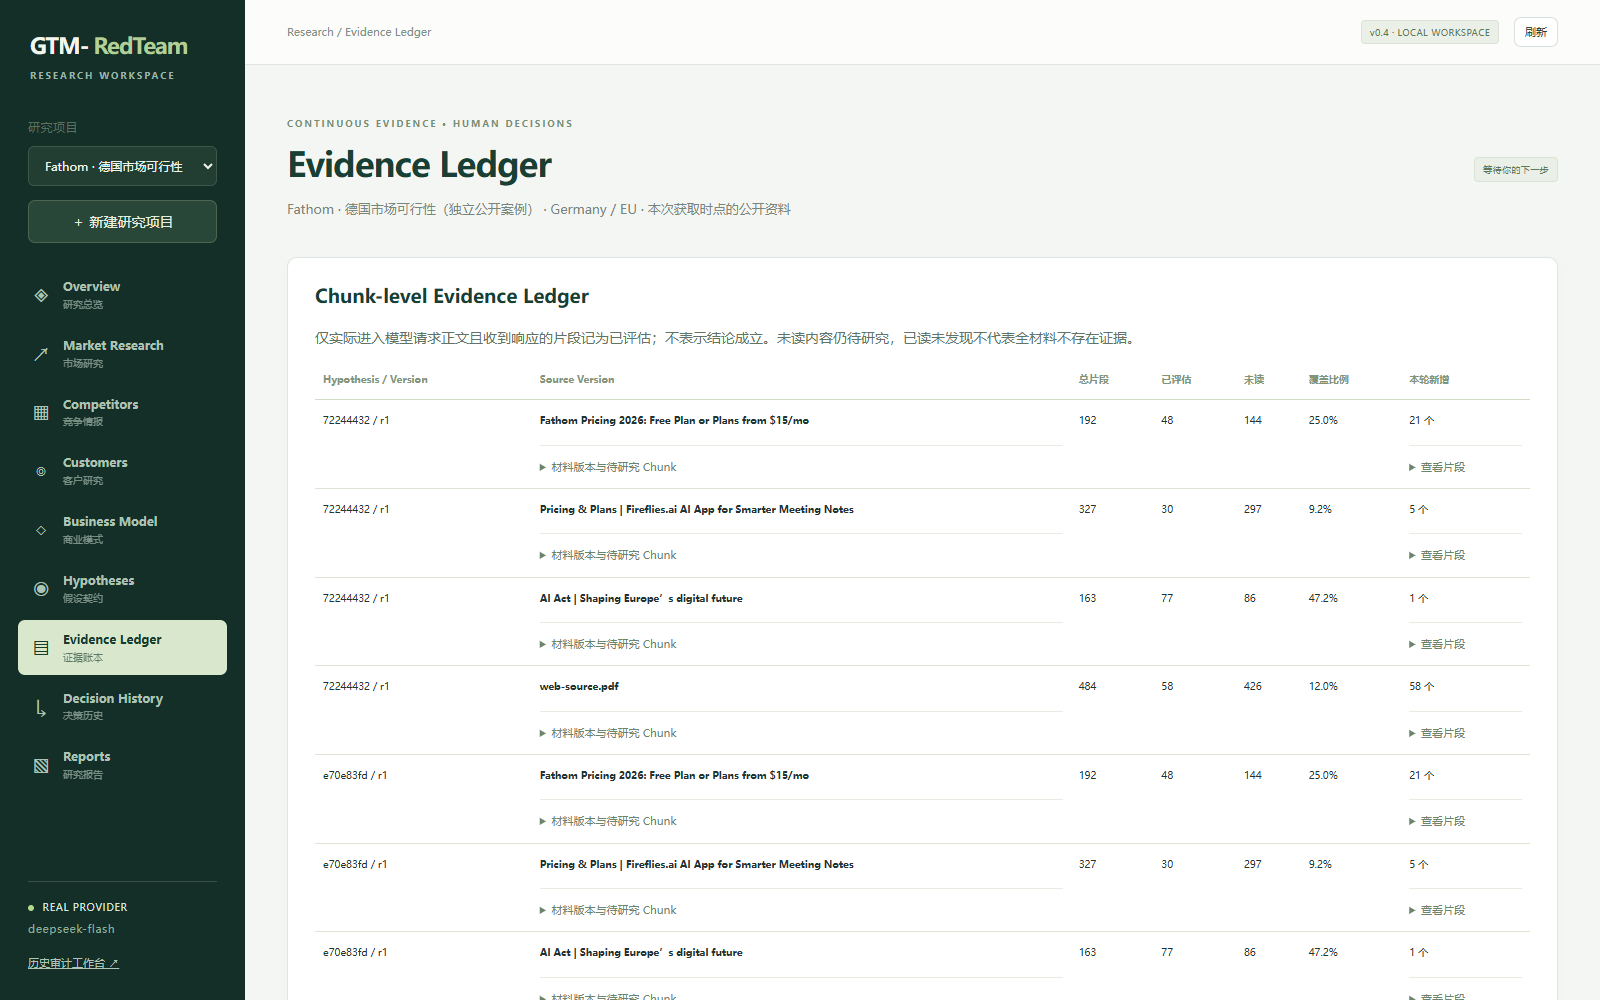 GTM- RedTeam
RESEARCH WORKSPACE
研究项目
Fathom · 德国市场可行性
+ 新建研究项目
Overview
研究总览
Market Research
市场研究
Competitors
竞争情报
Customers
客户研究
Business Model
商业模式
Hypotheses
假设契约
Evidence Ledger
证据账本
Decision History
决策历史
Reports
研究报告
REAL PROVIDER
deepseek-flash
历史审计工作台 ↗
Research / Evidence Ledger
v0.4 · LOCAL WORKSPACE
刷新
CONTINUOUS EVIDENCE • HUMAN DECISIONS
Evidence Ledger
等待你的下一步
Fathom · 德国市场可行性（独立公开案例） · Germany / EU · 本次获取时点的公开资料
Chunk-level Evidence Ledger
仅实际进入模型请求正文且收到响应的片段记为已评估；不表示结论成立。未读内容仍待研究，已读未发现不代表全材料不存在证据。
Hypothesis / Version Source Version 总片段 已评估 未读 覆盖比例 本轮新增
72244432 / r1 Fathom Pricing 2026: Free Plan or Plans from $15/mo 192 48 144 25.0% 21 个
▶ 材料版本与待研究 Chunk ▶ 查看片段
72244432 / r1 Pricing & Plans | Fireflies.ai AI App for Smarter Meeting Notes 327 30 297 9.2% 5 个
▶ 材料版本与待研究 Chunk ▶ 查看片段
72244432 / r1 AI Act | Shaping Europe’s digital future 163 77 86 47.2% 1 个
▶ 材料版本与待研究 Chunk ▶ 查看片段
72244432 / r1 web-source.pdf 484 58 426 12.0% 58 个
▶ 材料版本与待研究 Chunk ▶ 查看片段
e70e83fd / r1 Fathom Pricing 2026: Free Plan or Plans from $15/mo 192 48 144 25.0% 21 个
▶ 材料版本与待研究 Chunk ▶ 查看片段
e70e83fd / r1 Pricing & Plans | Fireflies.ai AI App for Smarter Meeting Notes 327 30 297 9.2% 5 个
▶ 材料版本与待研究 Chunk ▶ 查看片段
e70e83fd / r1 AI Act | Shaping Europe’s digital future 163 77 86 47.2% 1 个
▶ 材料版本与待研究 Chunk ▶ 查看片段